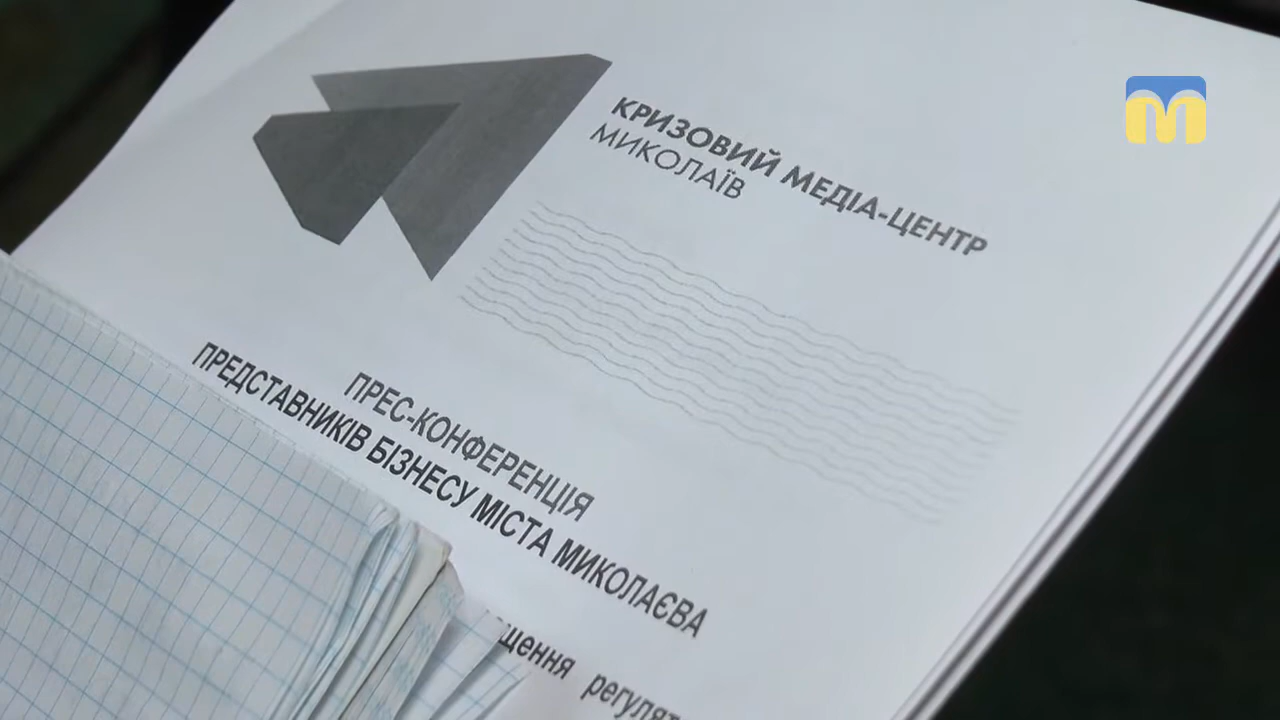 КРИЗОВИЙ МЕДІА-ЦЕНТР
МИКОЛАЇВ
ПРЕС-КОНФЕРЕНЦІЯ
ПРЕДСТАВНИКІВ БІЗНЕСУ МІСТА МИКОЛАЄВА